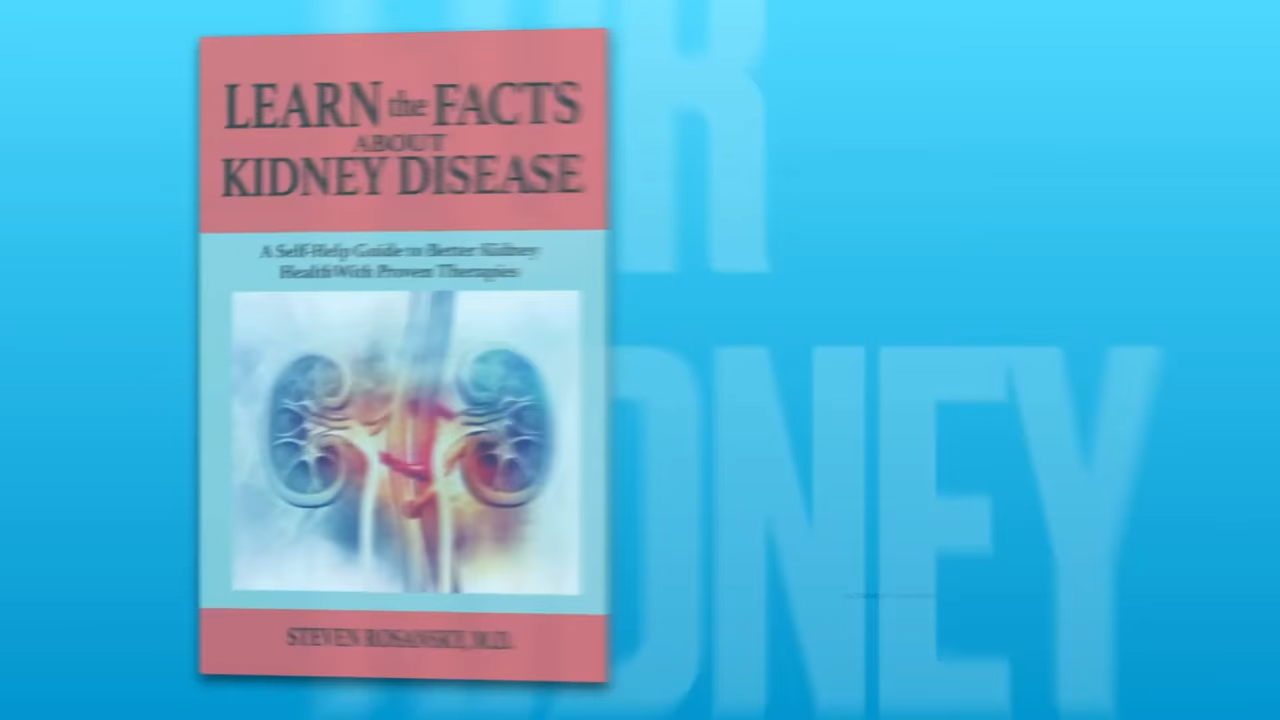 LEARN the FACTS
ABOUT
KIDNEY DISEASE
A Self-Help Guide to Better Kidney
Health With Proven Therapies
STEVEN ROSANSKY, M.D.